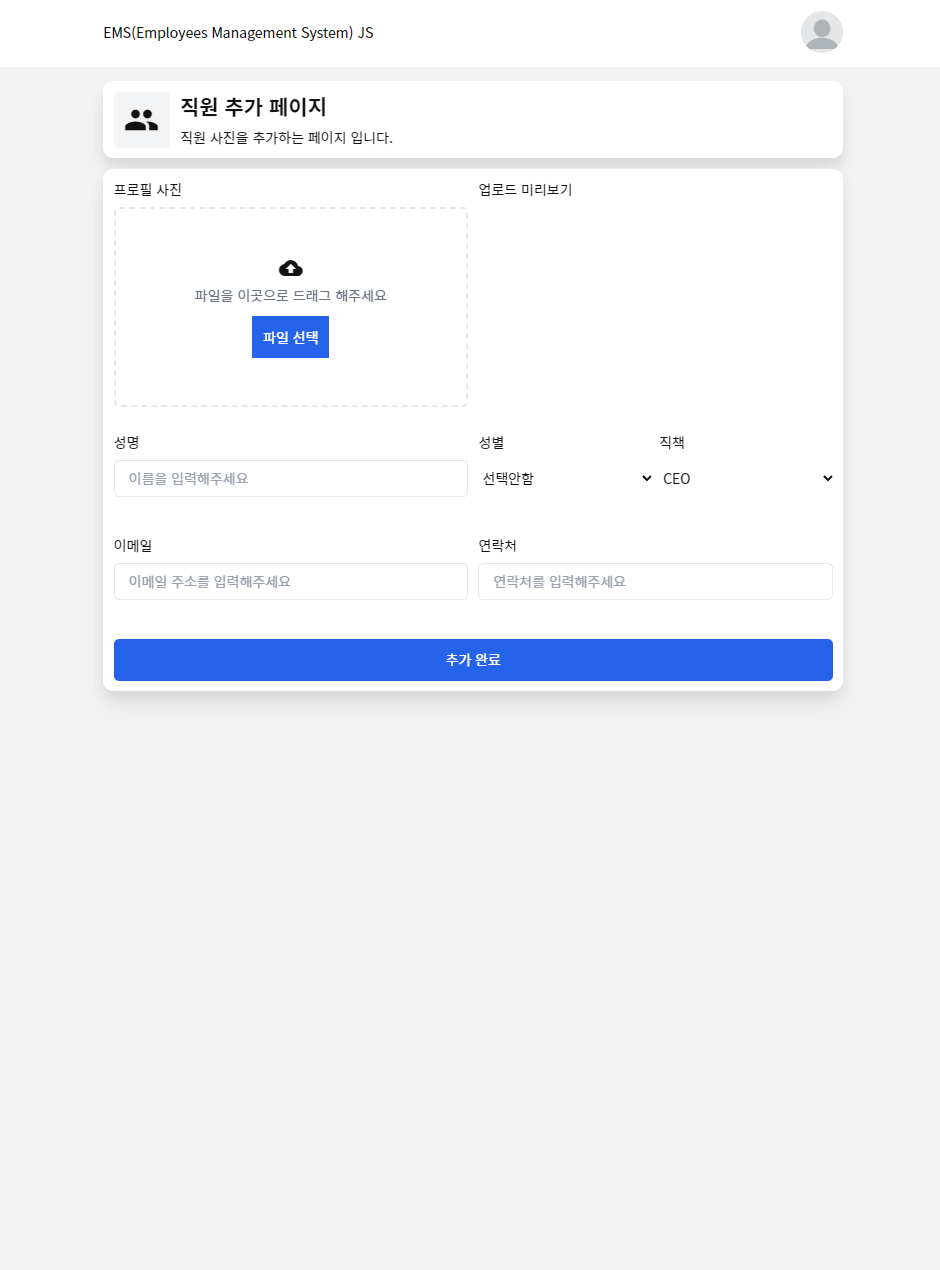 EMS(Employees Management System) JS
직원 추가 페이지
직원 사진을 추가하는 페이지 입니다.
프로필 사진
업로드 미리보기
파일을 이곳으로 드래그 해주세요
파일 선택
성명
성별
직책
이름을 입력해주세요
선택안함
CEO
이메일
연락처
이메일 주소를 입력해주세요
연락처를 입력해주세요
추가 완료